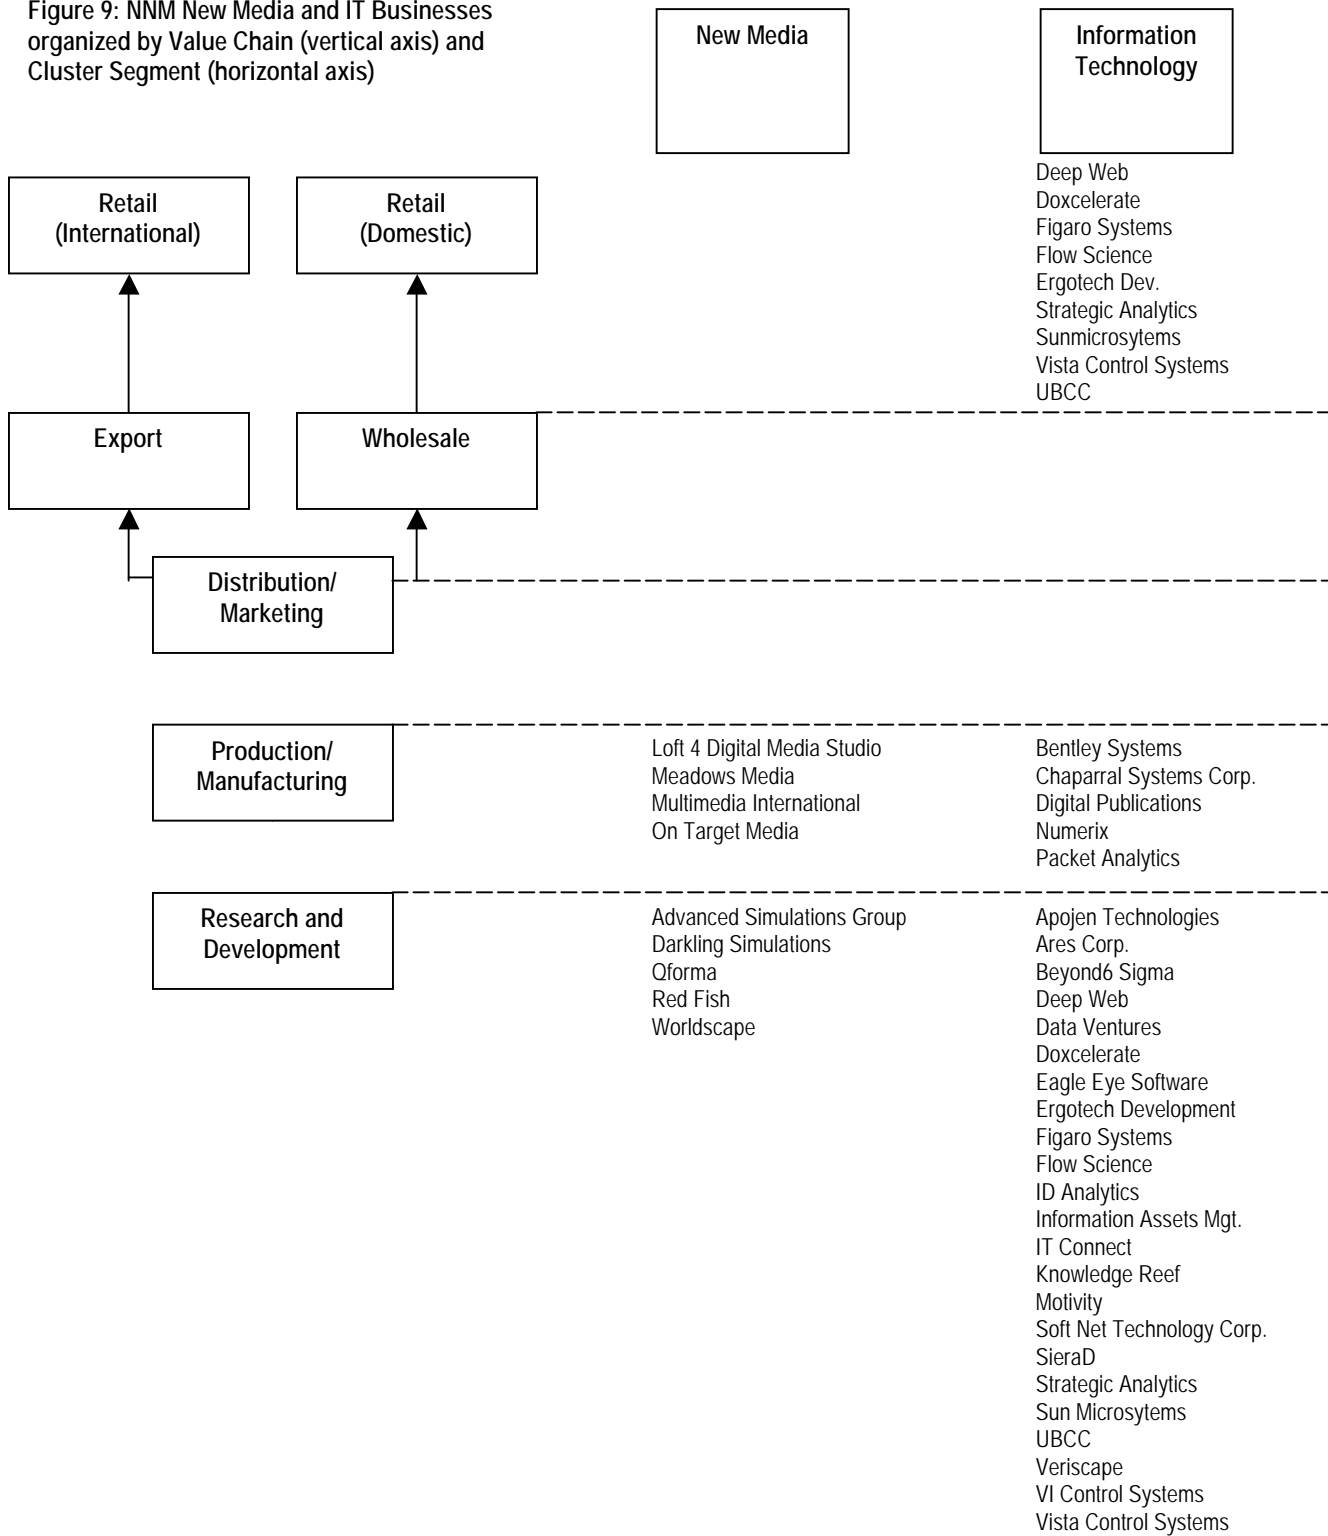 Figure 9: NNM New Media and IT Businesses
organized by Value Chain (vertical axis) and
Cluster Segment (horizontal axis)
New Media
Information
Technology
Retail
(International)
Retail
(Domestic)
Deep Web
Doxcelerate
Figaro Systems
Flow Science
Ergotech Dev.
Strategic Analytics
Sunmicrosytems
Vista Control Systems
UBCC
Export
Wholesale
Distribution/
Marketing
Production/
Manufacturing
Loft 4 Digital Media Studio
Meadows Media
Multimedia International
On Target Media
Bentley Systems
Chaparral Systems Corp.
Digital Publications
Numerix
Packet Analytics
Research and
Development
Advanced Simulations Group
Darkling Simulations
Qforma
Red Fish
Worldscape
Apojen Technologies
Ares Corp.
Beyond6 Sigma
Deep Web
Data Ventures
Doxcelerate
Eagle Eye Software
Ergotech Development
Figaro Systems
Flow Science
ID Analytics
Information Assets Mgt.
IT Connect
Knowledge Reef
Motivity
Soft Net Technology Corp.
SieraD
Strategic Analytics
Sun Microsytems
UBCC
Veriscape
VI Control Systems
Vista Control Systems